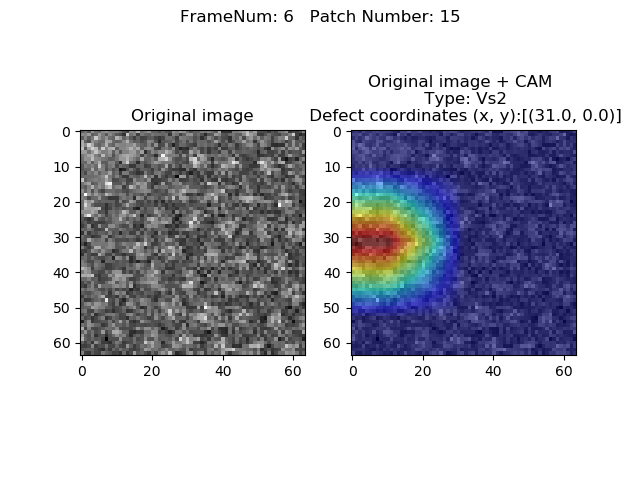 FrameNum: 6   Patch Number: 15
Original image
Original image + CAM
Type: Vs2
Defect coordinates (x, y):[(31.0, 0.0)]
0
10
20
30
40
50
60
0 20 40 60
0
10
20
30
40
50
60
0 20 40 60